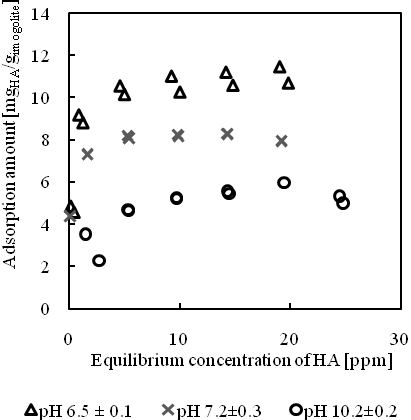 Adsorption amount [mgHA/gimogolite]
14
12
10
8
6
4
2
0
0
10
20
30
Equilibrium concentration of HA [ppm]
pH 6.5 ± 0.1
pH 7.2±0.3
pH 10.2±0.2